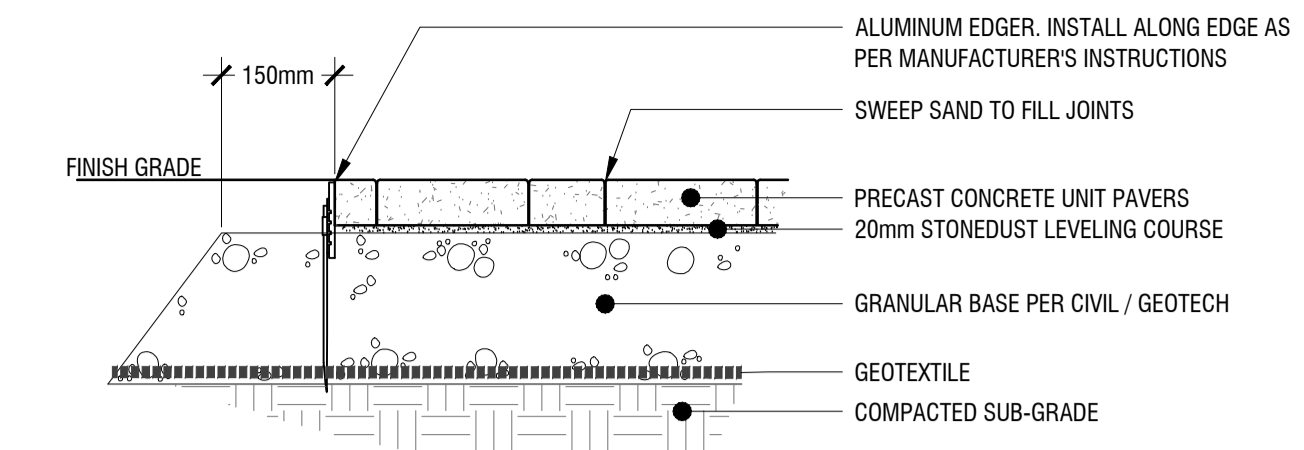 ALUMINUM EDGER. INSTALL ALONG EDGE AS
PER MANUFACTURER'S INSTRUCTIONS
150mm
SWEEP SAND TO FILL JOINTS
FINISH GRADE
PRECAST CONCRETE UNIT PAVERS
20mm STONEDUST LEVELING COURSE
GRANULAR BASE PER CIVIL / GEOTECH
GEOTEXTILE
COMPACTED SUB-GRADE